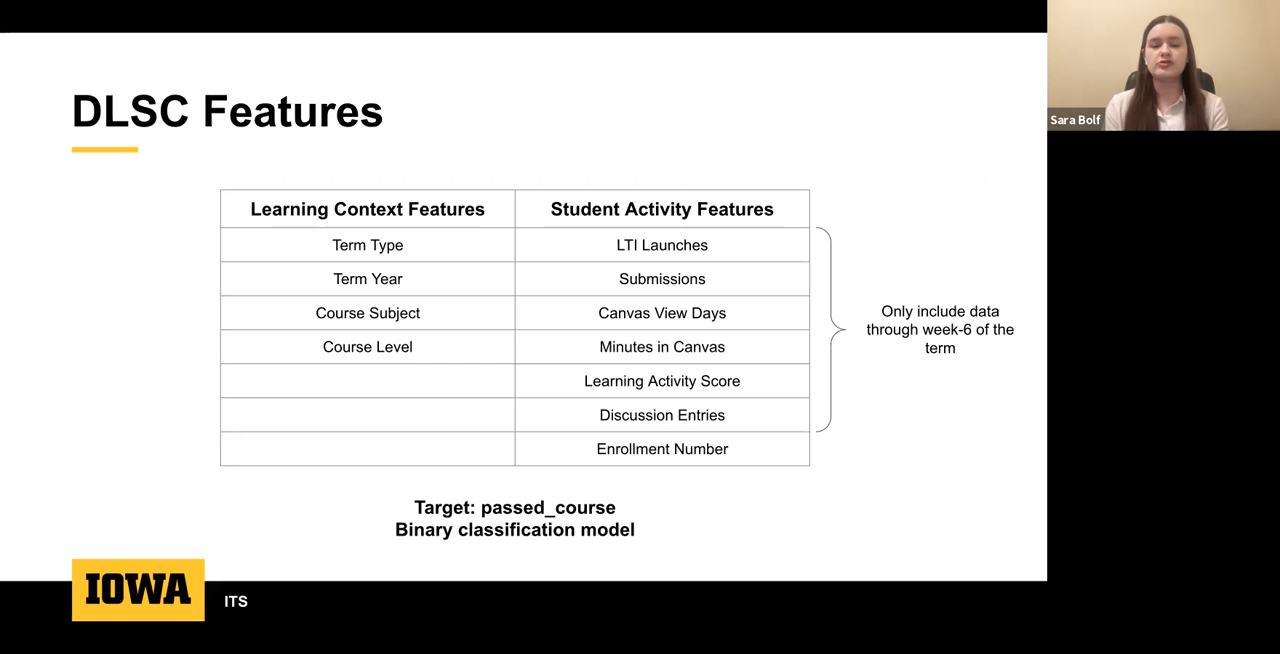 DLSC Features
Learning Context Features
Student Activity Features
Term Type
LTI Launches
Term Year
Submissions
Course Subject
Canvas View Days
Course Level
Minutes in Canvas
Learning Activity Score
Discussion Entries
Enrollment Number
Only include data
through week-6 of the
term
Target: passed_course
Binary classification model
IOWA
ITS
Sara Bolf